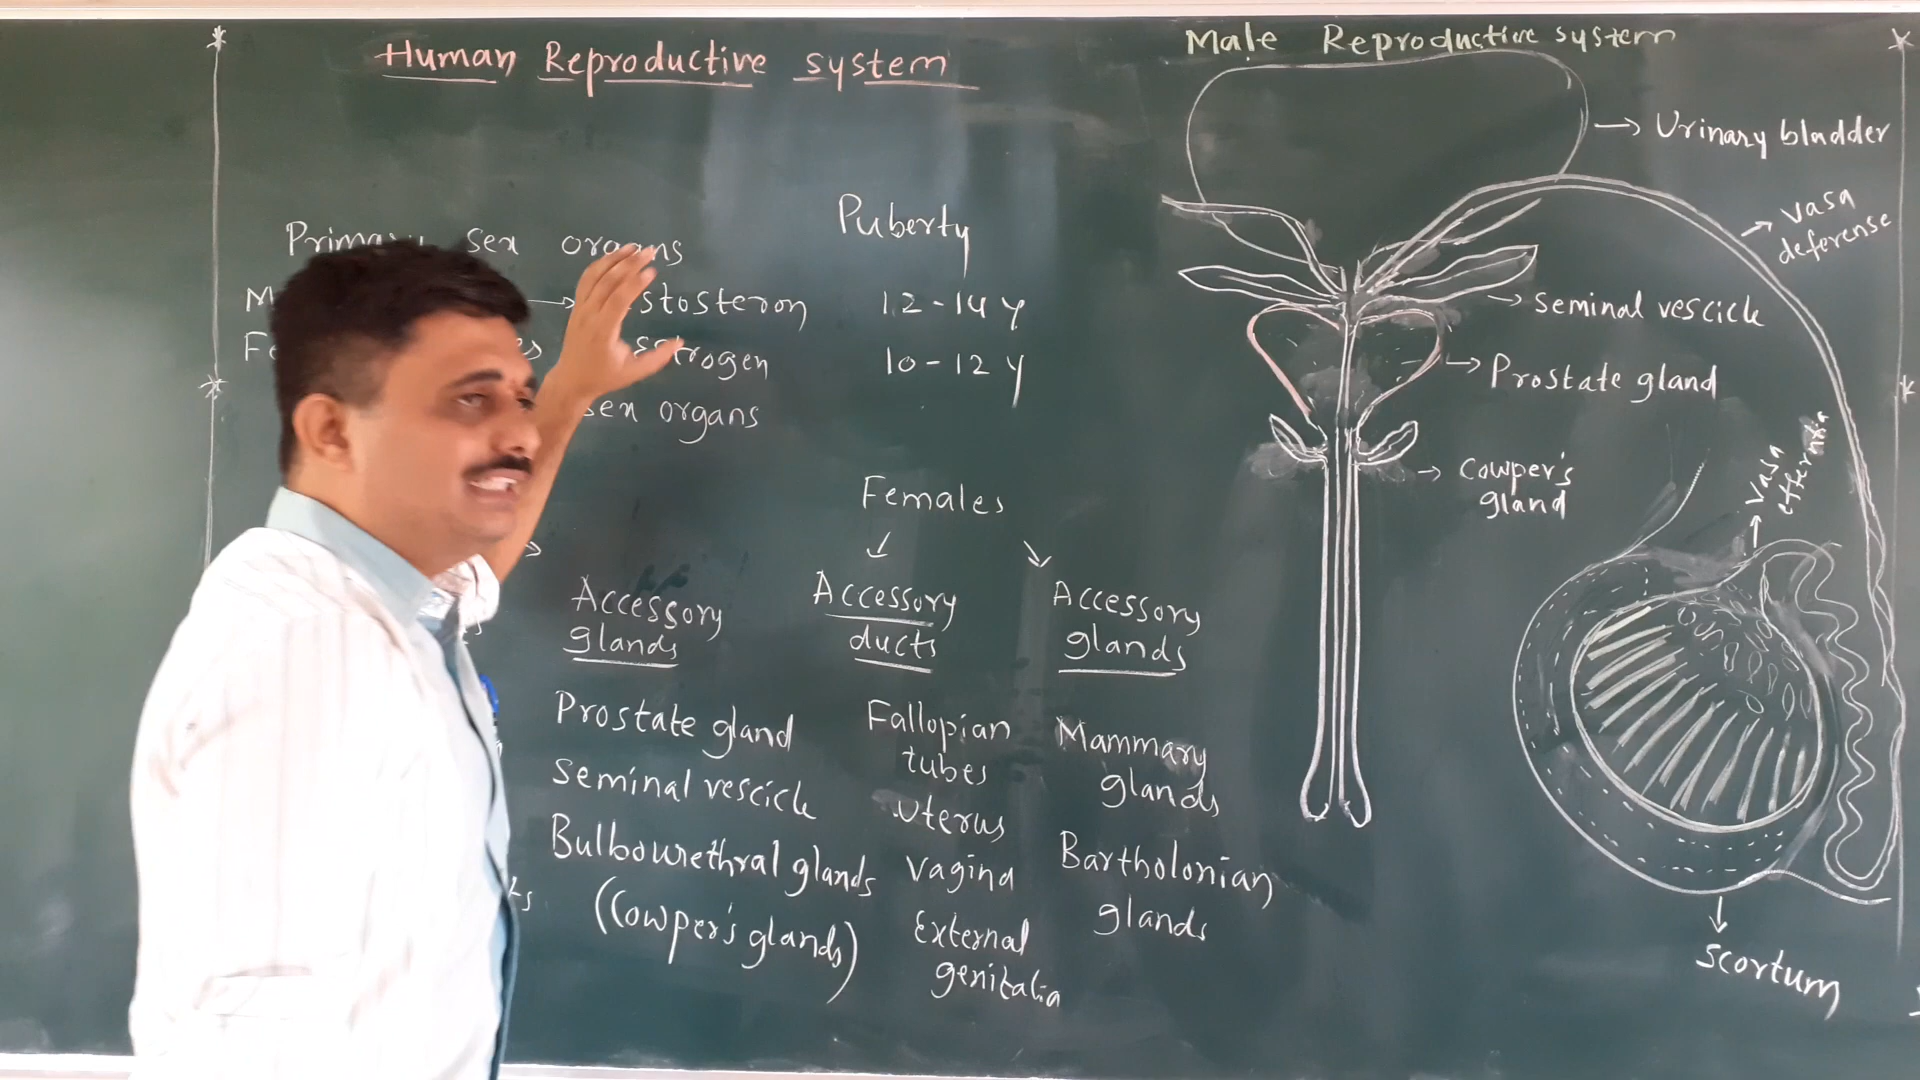 Human Reproductive system
Male Reproductive system
Urinary bladder
vasa
deferense
Seminal vescicle
Prostate gland
Cowper's
gland
vasa
efferentia
Scortum
sex organs
Puberty
12-14 y
10-12 y
sex organs
Females
Accessory
glands
Accessory
ducts
Accessory
glands
Prostate gland
Seminal vescicle
Bulbourethral glands
(Cowper's glands)
Fallopian
tubes
uterus
vagina
External
genitalia
Mammary
glands
Bartholonian
glands